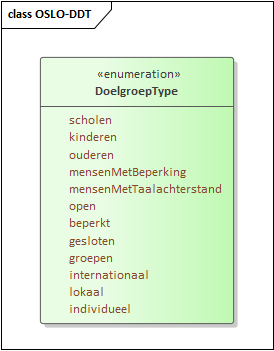 class OSLO-DDT
«enumeration»
DoelgroepType
scholen
kinderen
ouderen
mensenMetBeperking
mensenMetTaalachterstand
open
beperkt
gesloten
groepen
internationaal
lokaal
individueel